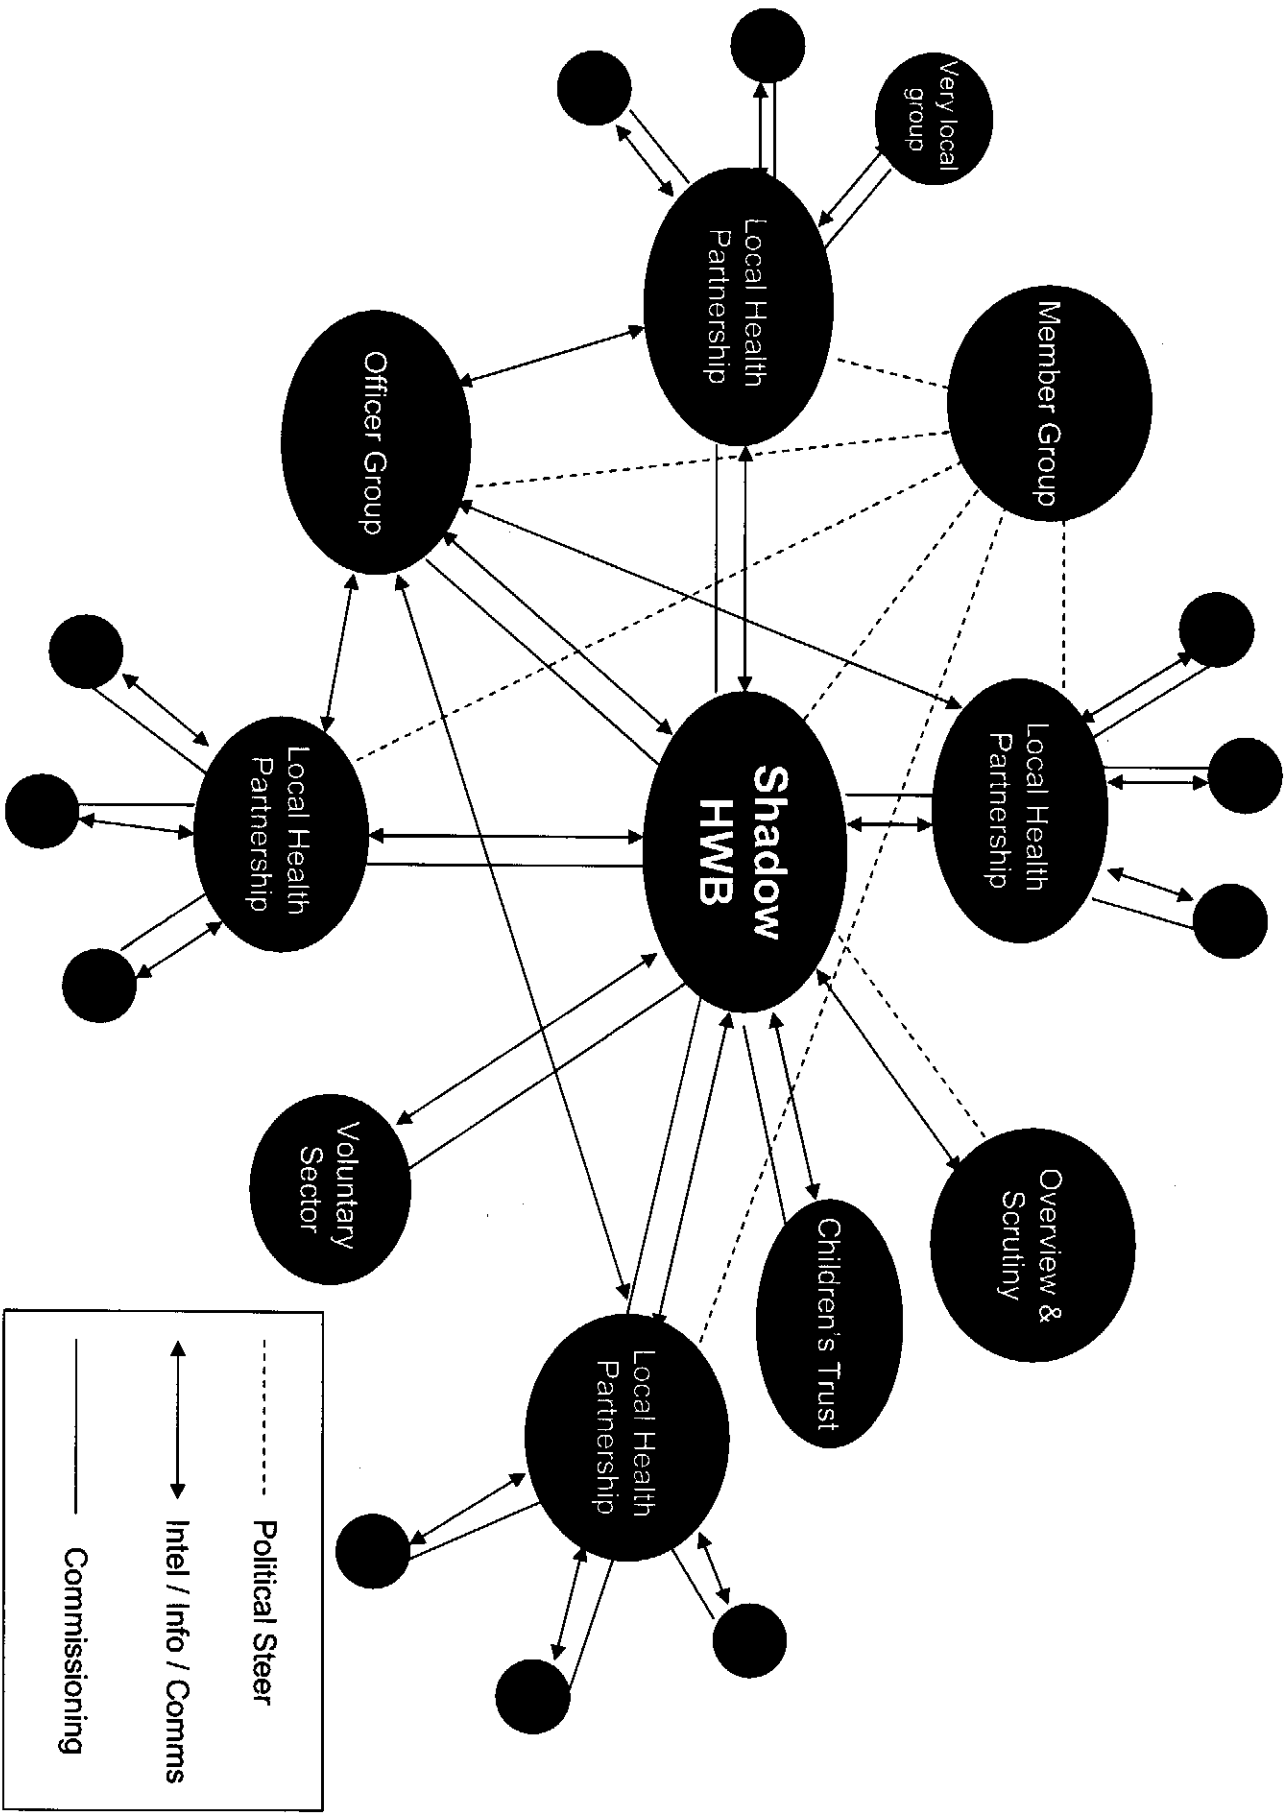 Very local
group
Member Group
Local Health
Partnership
Local Health
Partnership
Officer Group
Shadow
HWB
Local Health
Partnership
Overview &
Scrutiny
Children's Trust
Voluntary
Sector
Local Health
Partnership
Political Steer
Intel / Info / Comms
Commissioning